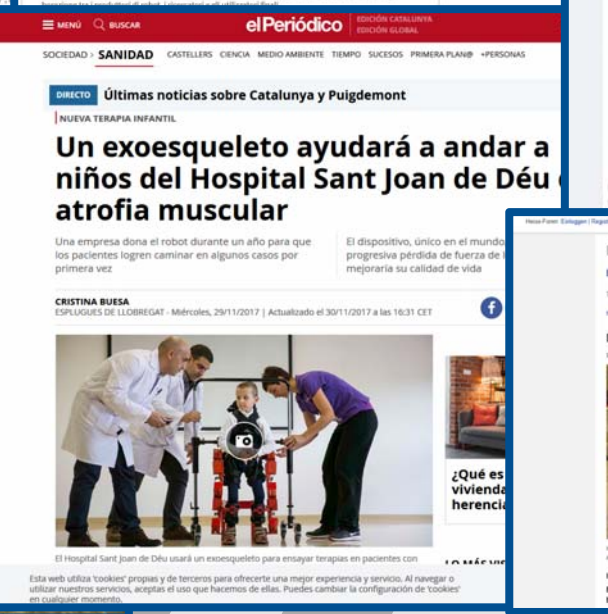 MENÚ BUSCAR elPeriódico EDICIÓN CATALUNYA
EDICIÓN GLOBAL
SOCIEDAD > SANIDAD CASTELLERS CIENCIA MEDIO AMBIENTE TIEMPO SUCESOS PRIMERA PLAN@ +PERSONAS
DIRECTO Últimas noticias sobre Catalunya y Puigdemont
NUEVA TERAPIA INFANTIL
Un exoesqueleto ayudará a andar a
niños del Hospital Sant Joan de Déu
atrofia muscular
Una empresa dona el robot durante un año para que
los pacientes logren caminar en algunos casos por
primera vez
El dispositivo, único en el mundo,
progresiva pérdida de fuerza de
mejoraría su calidad de vida
CRISTINA BUESA
ESPLUGUES DE LLOBREGAT - Miércoles, 29/11/2017 | Actualizado el 30/11/2017 a las 16:31 CET
¿Qué es
vivienda
herencia
El Hospital Sant Joan de Déu usará un exoesqueleto para ensayar terapias en pacientes con
LO MÁS VIS
Esta web utiliza 'cookies' propias y de terceros para ofrecerte una mejor experiencia y servicio. Al navegar o
utilizar nuestros servicios, aceptas el uso que hacemos de ellas. Puedes cambiar la configuración de 'cookies'
en cualquier momento.